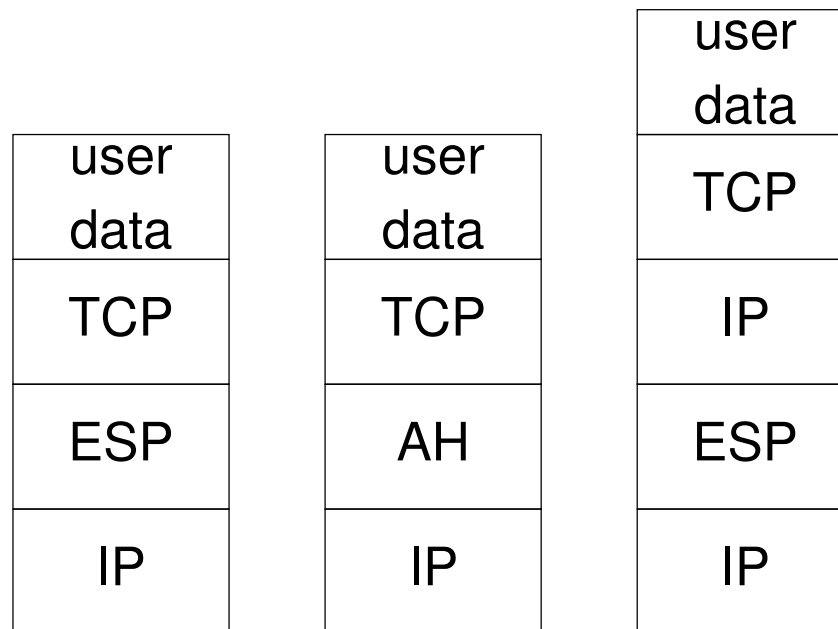 user
data
TCP
ESP
IP
user
data
TCP
AH
IP
user
data
TCP
IP
ESP
IP